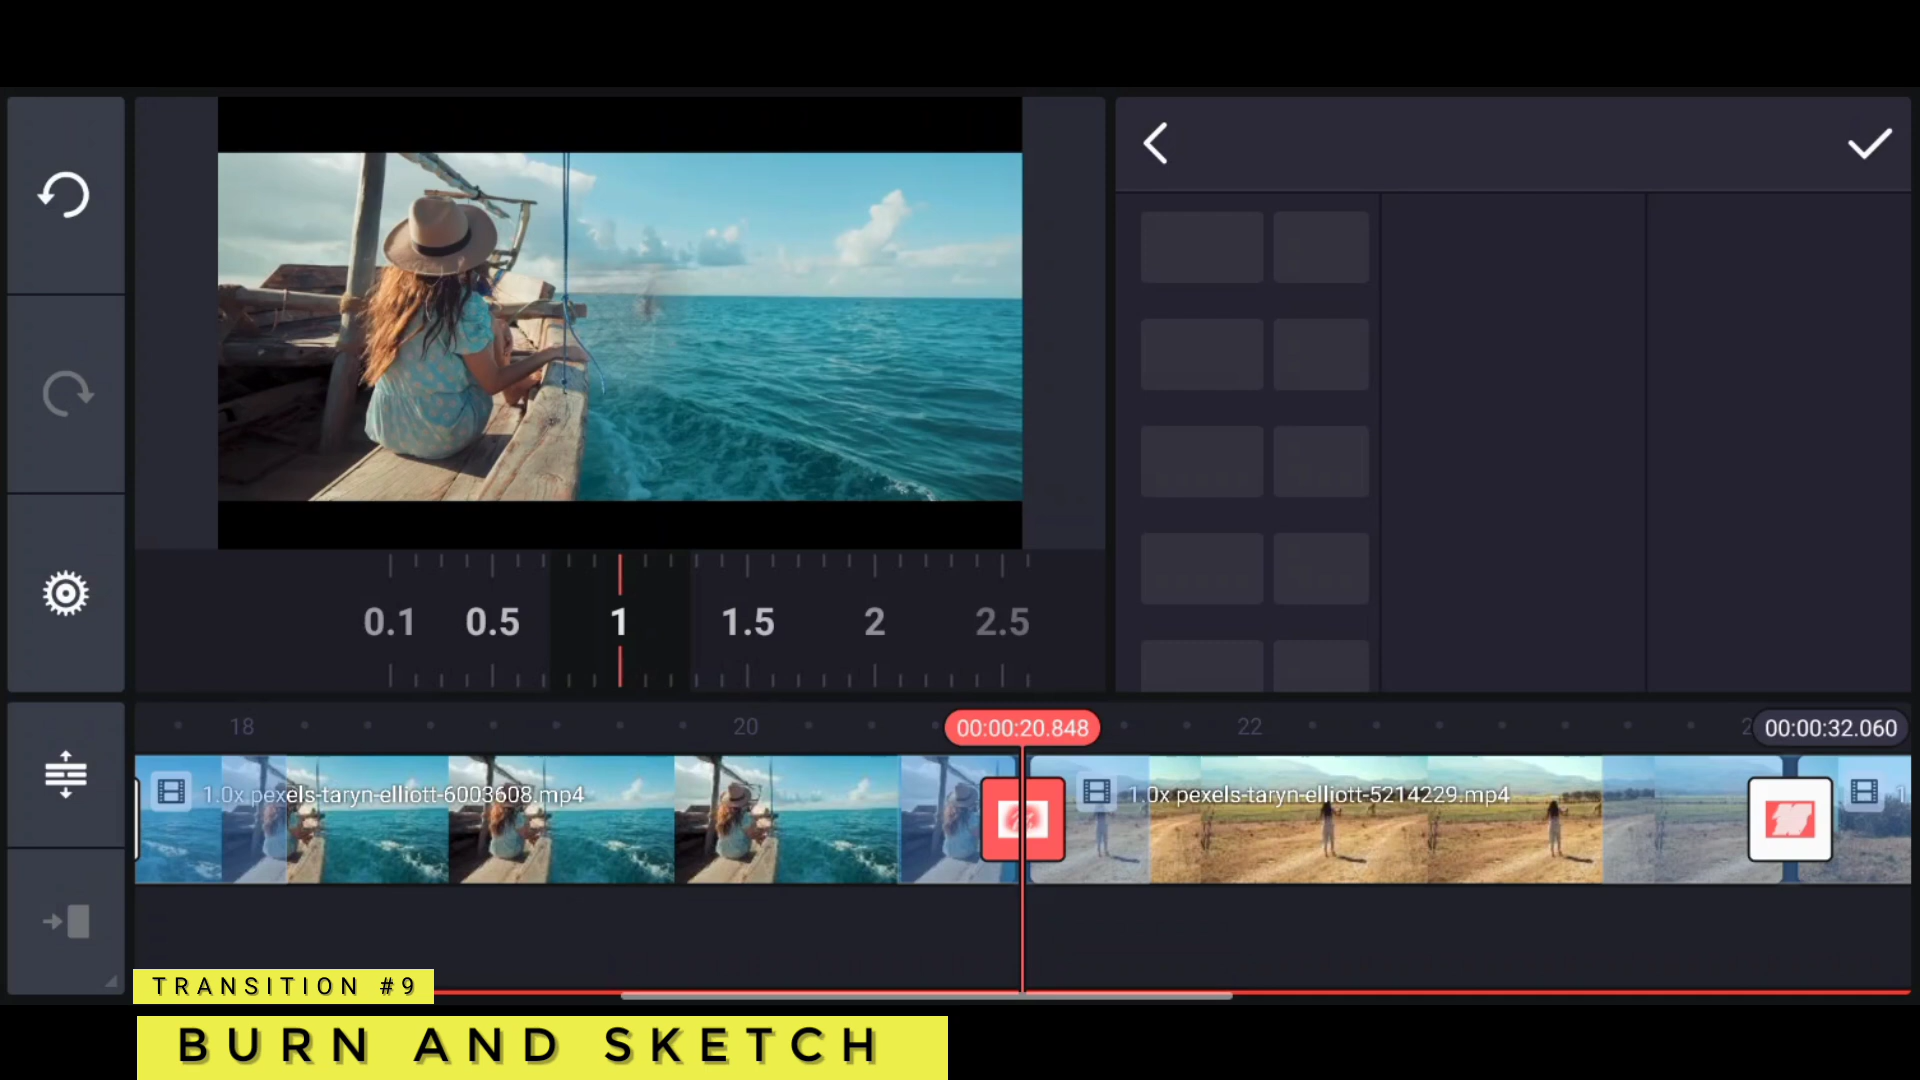 0.1 0.5 1 1.5 2 2.5
18 20 00:00:20.848 22 2 00:00:32.060
1.0x pexels-taryn-elliott-6003608.mp4 1.0x pexels-taryn-elliott-5214229.mp4 1
TRANSITION #9
BURN AND SKETCH